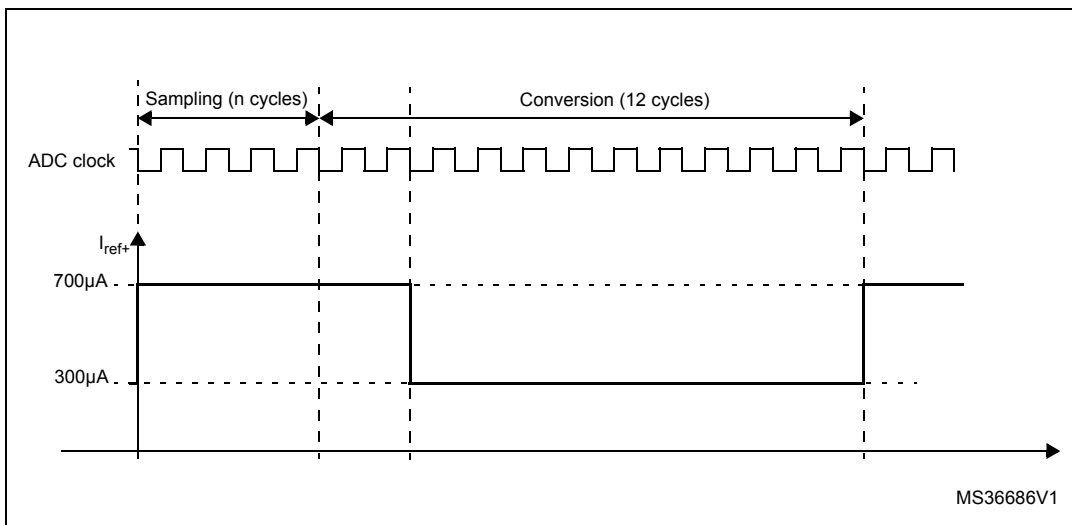 Sampling (n cycles)
Conversion (12 cycles)
ADC clock
Iref+
700µA
300µA
MS36686V1